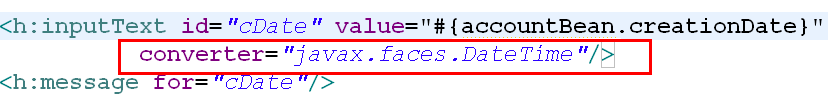 <h:inputText id="cDate" value="#{accountBean.creationDate}"
converter="javax.faces.DateTime"/>
<h:message for="cDate"/>